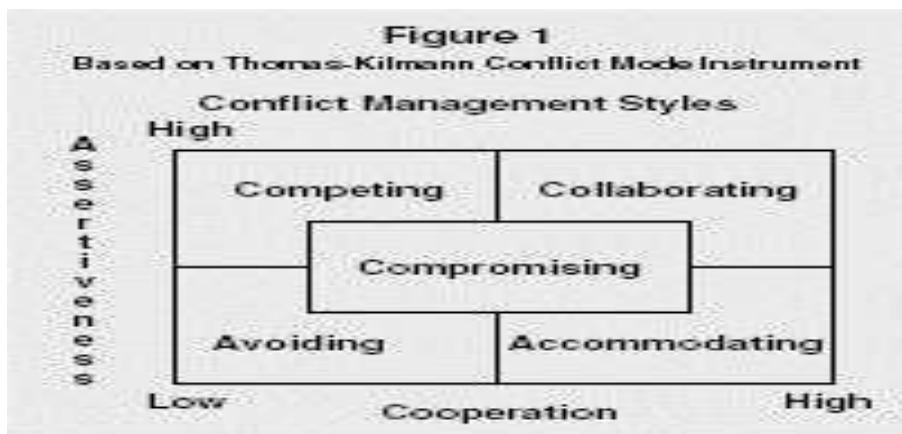 Figure 1
Based on Thomas-Kilmann Conflict Mode Instrument
Conflict Management Styles
High
Assertiveness
Competing
Collaborating
Compromising
Avoiding
Accommodating
Low
Cooperation
High